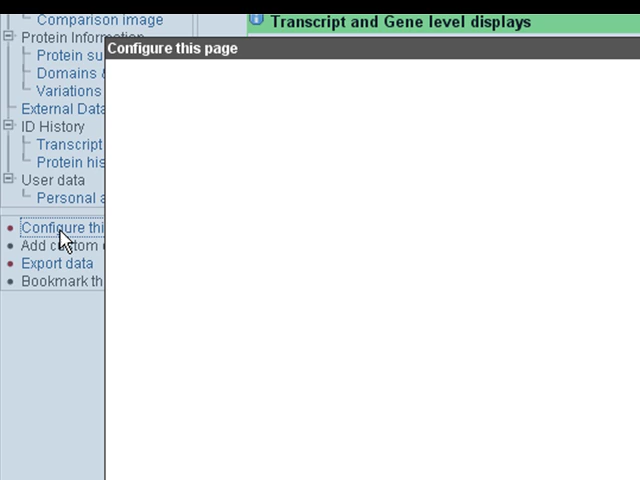 Comparison image
Transcript and Gene level displays
Protein Information
Configure this page
Protein su
Domains &
Variations
External Data
ID History
Transcript
Protein his
User data
Personal a
Configure thi
Add custom
Export data
Bookmark th